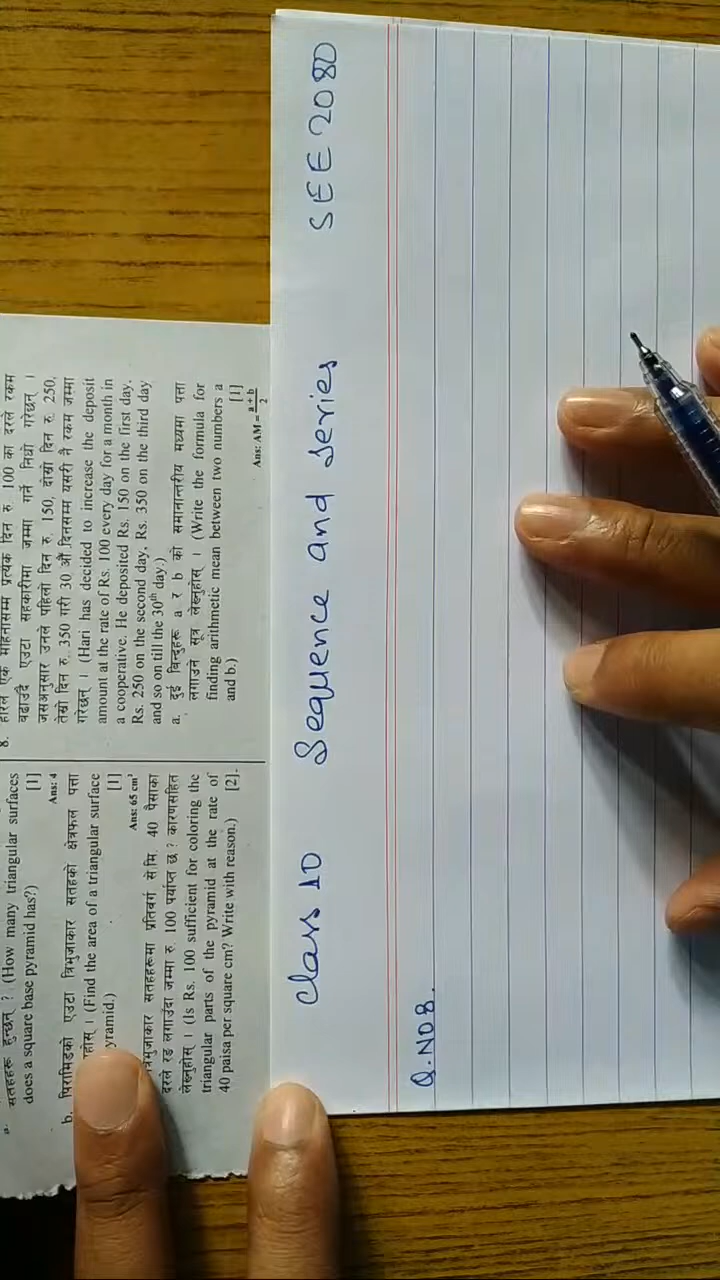 a. सतहहरू हुन्छन् ? (How many triangular surfaces
does a square base pyramid has?) [1]
Ans: 4
b. पिरामिडको एउटा त्रिभुजाकार सतहको क्षेत्रफल पत्ता
(Find the area of a triangular surface
[1]
Ans: 65 cm²
सतहहरूमा प्रतिवर्ग से.मि. 40 पैसाका
दरले रङ लगाउँदा जम्मा रु. 100 पर्याप्त छ ? कारणसहित
लेख्नुहोस् । (Is Rs. 100 sufficient for coloring the
triangular parts of the pyramid at the rate of
40 paisa per square cm? Write with reason.) [2].
8. हरिले एक महिनासम्म प्रत्येक दिन रु. 100 का दरले रकम
बढाउँदै एउटा सहकारीमा जम्मा गर्ने निधो गरेछन् ।
जसअनुसार उनले पहिलो दिन रु. 150, दोस्रो दिन रु. 250,
तेस्रो दिन रु. 350 गरी 30 औँ दिनसम्म यसरी नै रकम जम्मा
गरेछन् । (Hari has decided to increase the deposit
amount at the rate of Rs. 100 every day for a month in
a cooperative. He deposited Rs. 150 on the first day,
Rs. 250 on the second day, Rs. 350 on the third day
and so on till the 30th day.)
a. दुई बिन्दुहरू a र b को समानान्तरीय मध्यमा पत्ता
लगाउने सूत्र लेख्नुहोस् । (Write the formula for
finding arithmetic mean between two numbers a
and b.) [1]
Ans: AM = a + b / 2
Class 10 Sequence and series SEE 2080
Q.NO 8.